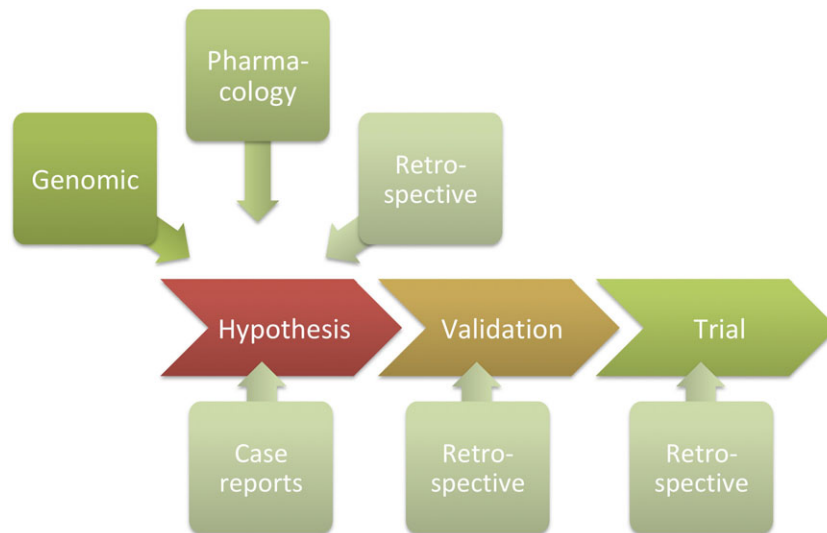 Pharma-
cology
Genomic
Retro-
spective
Hypothesis
Validation
Trial
Case
reports
Retro-
spective
Retro-
spective